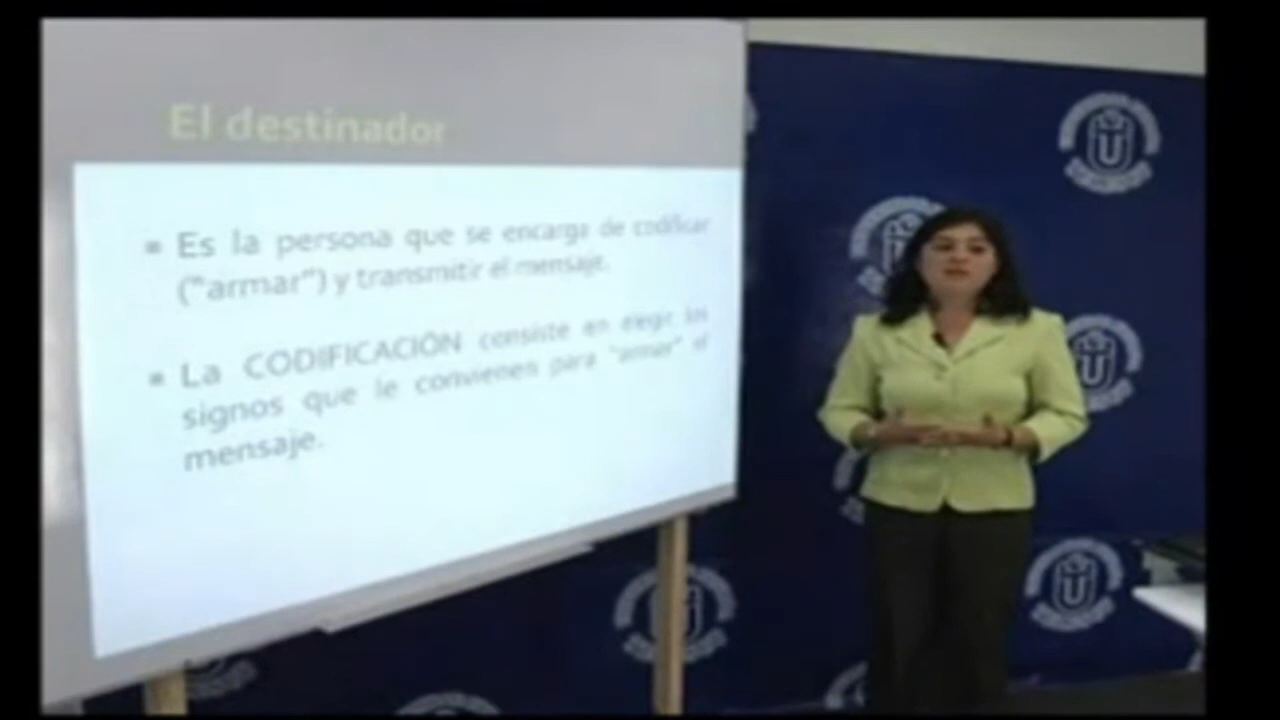 El destinador
▪ Es la persona que se encarga de codificar
("armar") y transmitir el mensaje.
▪ La CODIFICACIÓN consiste en elegir los
signos que le convienen para "armar" el
mensaje.